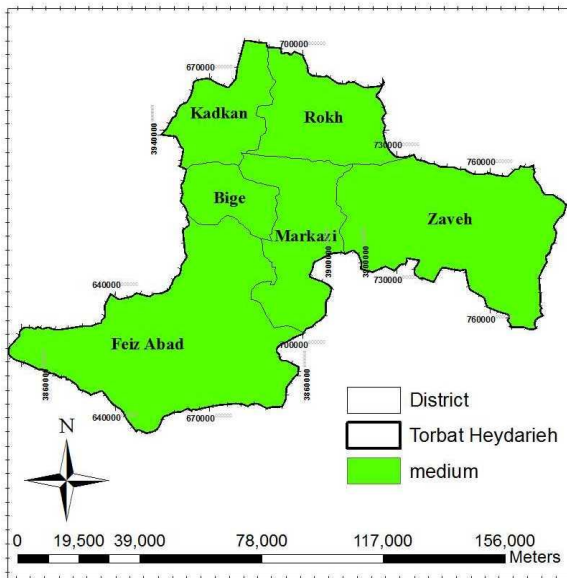 700000
670000
Kadkan
Rokh
3940000
730000
760000
Bige
Zaveh
Markazi
3900000
3900000
730000
640000
760000
Feiz Abad
700000
3860000
3860000
640000
670000
District
Torbat Heydarieh
medium
N
0 19,500 39,000 78,000 117,000 156,000
Meters